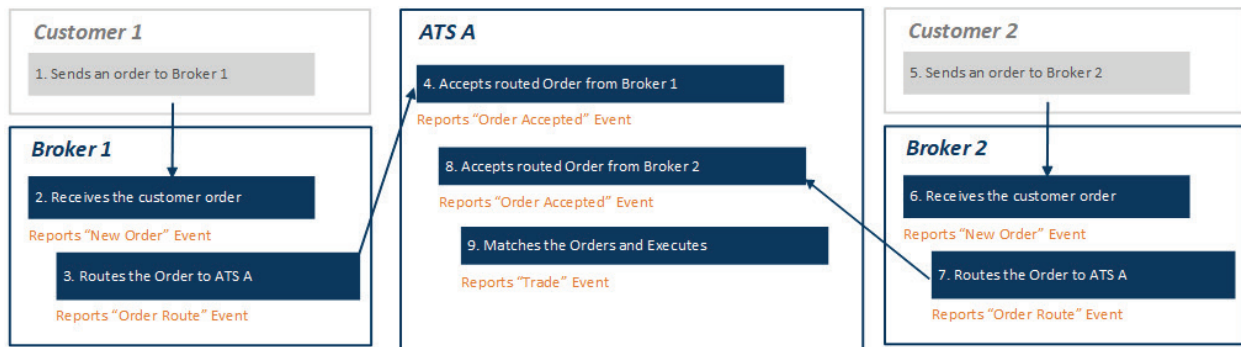 Customer 1
1. Sends an order to Broker 1
Broker 1
2. Receives the customer order
Reports “New Order” Event
3. Routes the Order to ATS A
Reports “Order Route” Event
ATS A
4. Accepts routed Order from Broker 1
Reports “Order Accepted” Event
8. Accepts routed Order from Broker 2
Reports “Order Accepted” Event
9. Matches the Orders and Executes
Reports “Trade” Event
Customer 2
5. Sends an order to Broker 2
Broker 2
6. Receives the customer order
Reports “New Order” Event
7. Routes the Order to ATS A
Reports “Order Route” Event